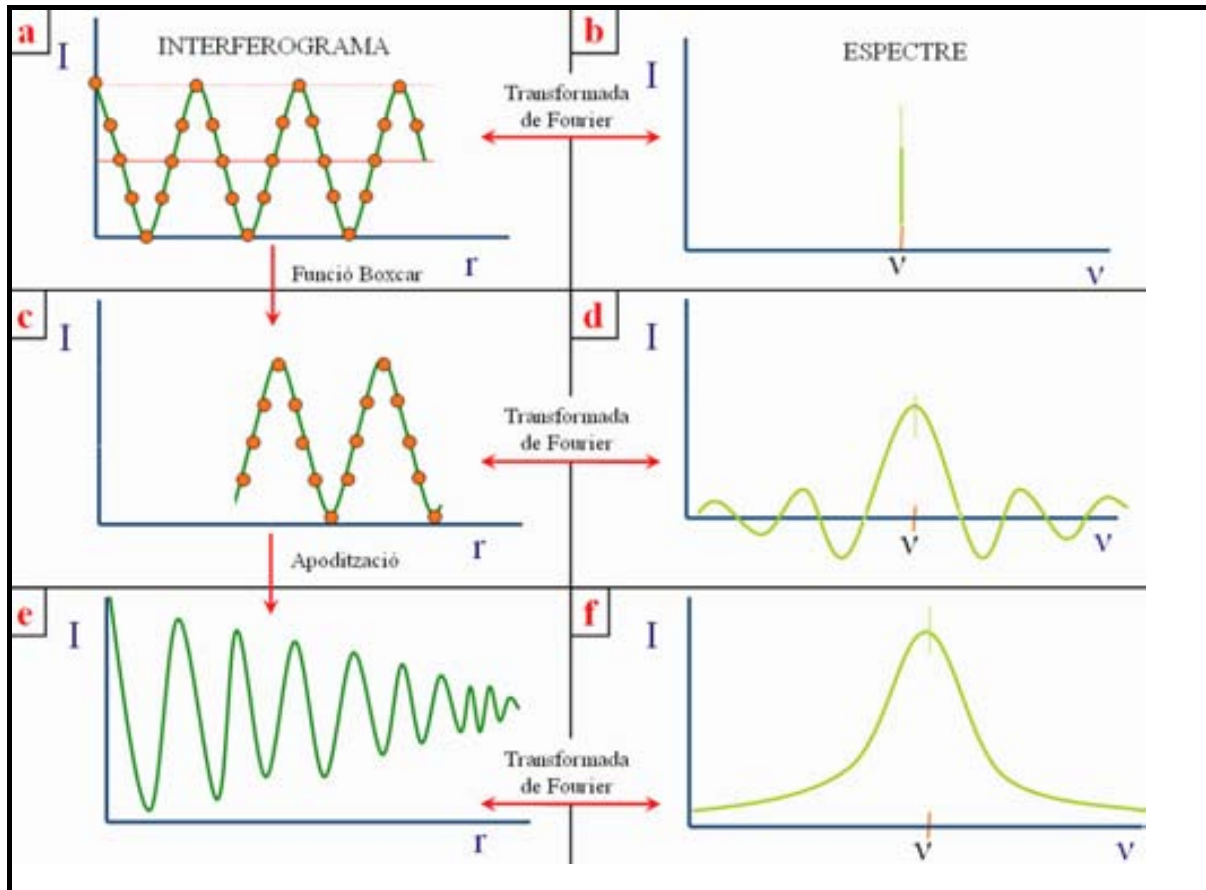 a
I
INTERFEROGRAMA
r
Transformada
de Fourier
b
I
ESPECTRE
ν
ν
Funció Boxcar
c
I
r
Transformada
de Fourier
d
I
ν
ν
Apodització
e
I
r
Transformada
de Fourier
f
I
ν
ν